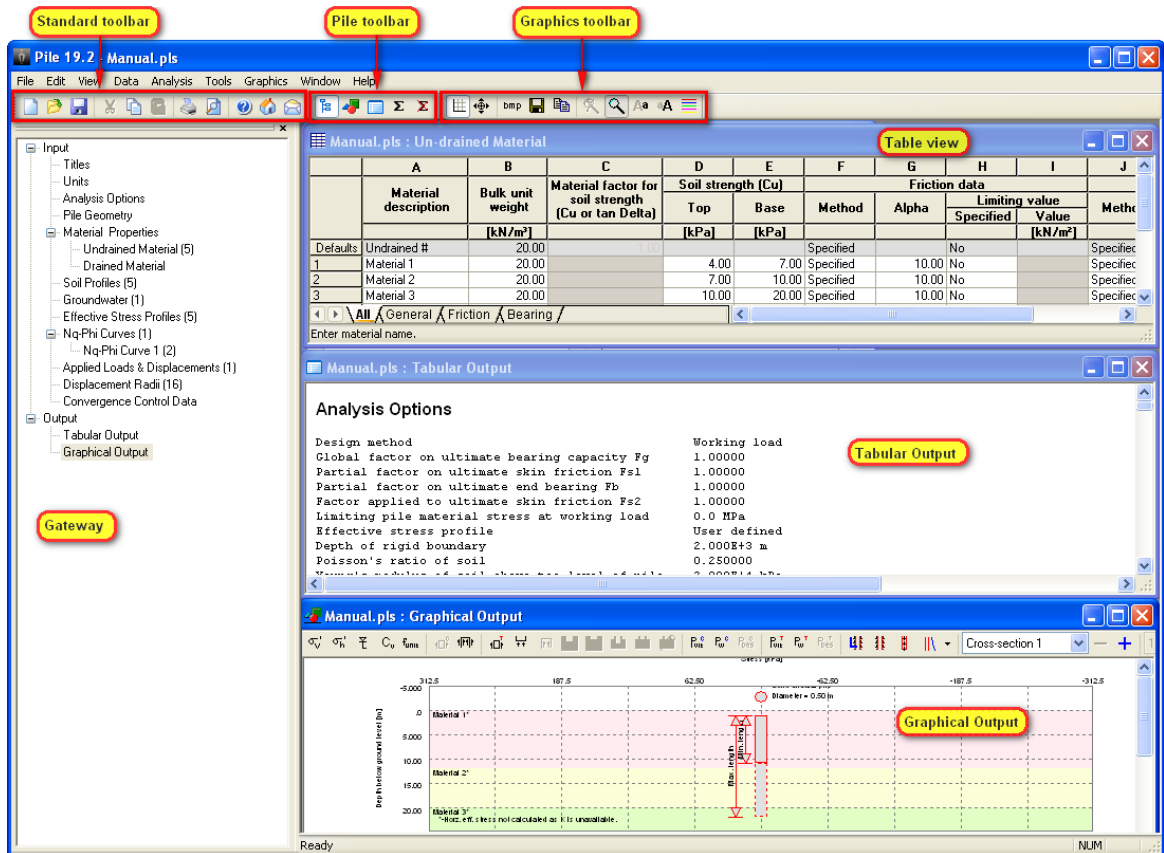 Standard toolbar
Pile toolbar
Graphics toolbar
Pile 19.2 - Manual.pls
File Edit View Data Analysis Tools Graphics Window Help
bmp
Input
Titles
Units
Analysis Options
Pile Geometry
Material Properties
Undrained Material (5)
Drained Material
Soil Profiles (5)
Groundwater (1)
Effective Stress Profiles (5)
Nq-Phi Curves (1)
Nq-Phi Curve 1 (2)
Applied Loads & Displacements (1)
Displacement Radii (16)
Convergence Control Data
Output
Tabular Output
Graphical Output
Gateway
Manual.pls : Un-drained Material
Table view
A B C D E F G H I J
Material description
Bulk unit weight
Material factor for soil strength (Cu or tan Delta)
Soil strength (Cu)
Friction data
Top Base Method Alpha
Limiting value
Specified Value
[kN/m²] [kPa] [kPa] [kN/m²]
Defaults Undrained # 20.00 1.00 Specified No
1 Material 1 20.00 4.00 7.00 Specified 10.00 No
2 Material 2 20.00 7.00 10.00 Specified 10.00 No
3 Material 3 20.00 10.00 20.00 Specified 10.00 No
All General Friction Bearing
Enter material name.
Manual.pls : Tabular Output
Analysis Options
Design method Working load
Global factor on ultimate bearing capacity Fg 1.00000
Partial factor on ultimate skin friction Fs1 1.00000
Partial factor on ultimate end bearing Fb 1.00000
Factor applied to ultimate skin friction Fs2 1.00000
Limiting pile material stress at working load 0.0 MPa
Effective stress profile User defined
Depth of rigid boundary 2.000E+3 m
Poisson's ratio of soil 0.250000
Tabular Output
Manual.pls : Graphical Output
Cross-section 1
312.5 187.5 62.50 -62.50 -187.5 -312.5
Diameter = 0.50 m
-5.000
.0
5.000
10.00
15.00
20.00
Depth below ground level [m]
Material 1*
Material 2*
Material 3*
*-Horz. eff. stress not calculated as K is unavailable.
Max. length
Min. length
Graphical Output
Ready
NUM